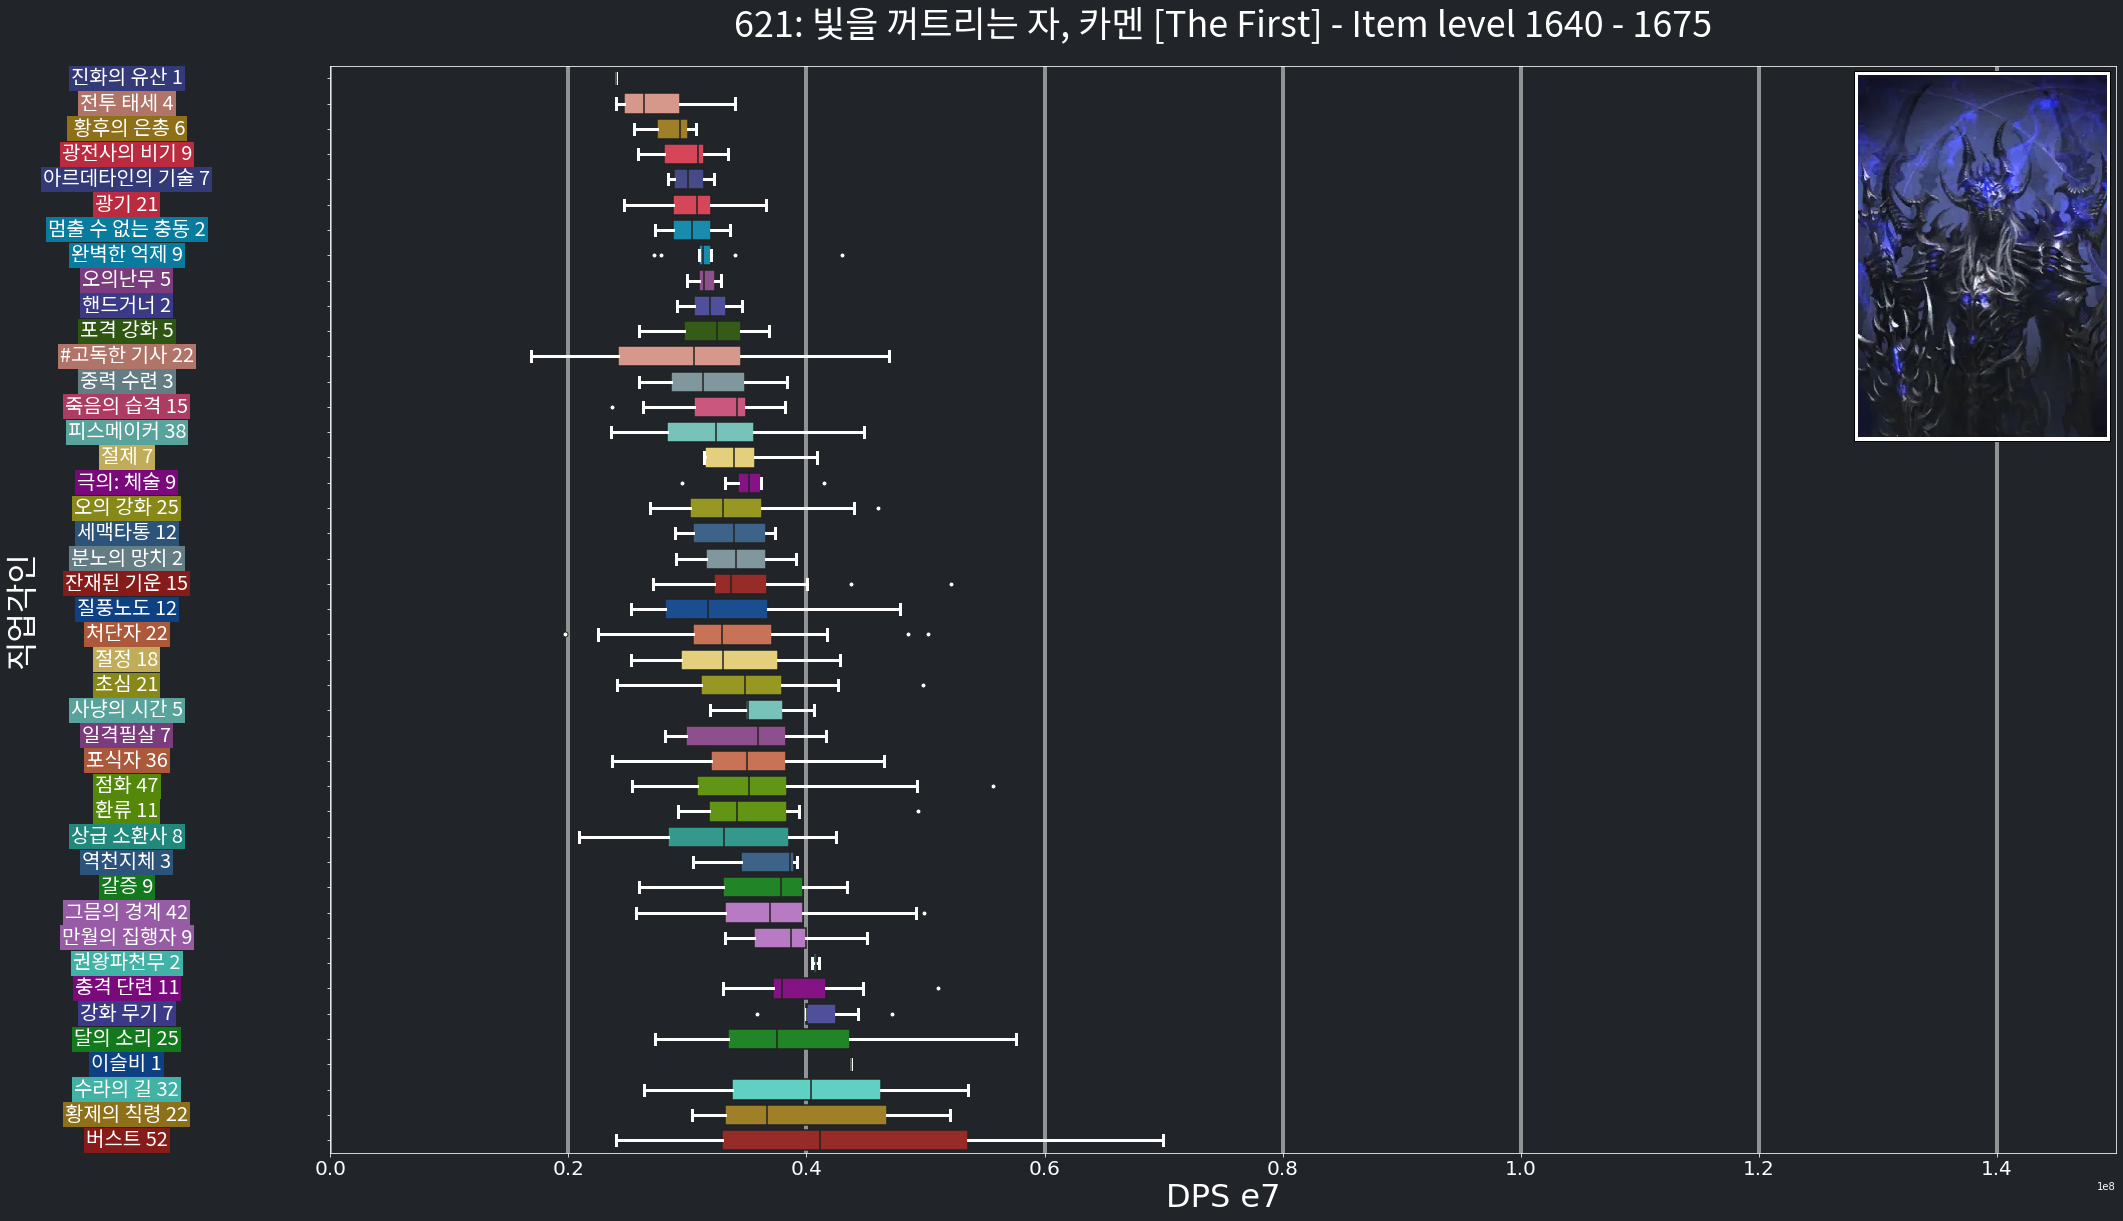 621: 빛을 꺼트리는 자, 카멘 [The First] - Item level 1640 - 1675
직업각인
진화의 유산 1
전투 태세 4
황후의 은총 6
광전사의 비기 9
아르데타인의 기술 7
광기 21
멈출 수 없는 충동 2
완벽한 억제 9
오의난무 5
핸드거너 2
포격 강화 5
#고독한 기사 22
중력 수련 3
죽음의 습격 15
피스메이커 38
절제 7
극의: 체술 9
오의 강화 25
세맥타통 12
분노의 망치 2
잔재된 기운 15
질풍노도 12
처단자 22
절정 18
초심 21
사냥의 시간 5
일격필살 7
포식자 36
점화 47
환류 11
상급 소환사 8
역천지체 3
갈증 9
그믐의 경계 42
만월의 집행자 9
권왕파천무 2
충격 단련 11
강화 무기 7
달의 소리 25
이슬비 1
수라의 길 32
황제의 칙령 22
버스트 52
0.0 0.2 0.4 0.6 0.8 1.0 1.2 1.4
1e8
DPS e7